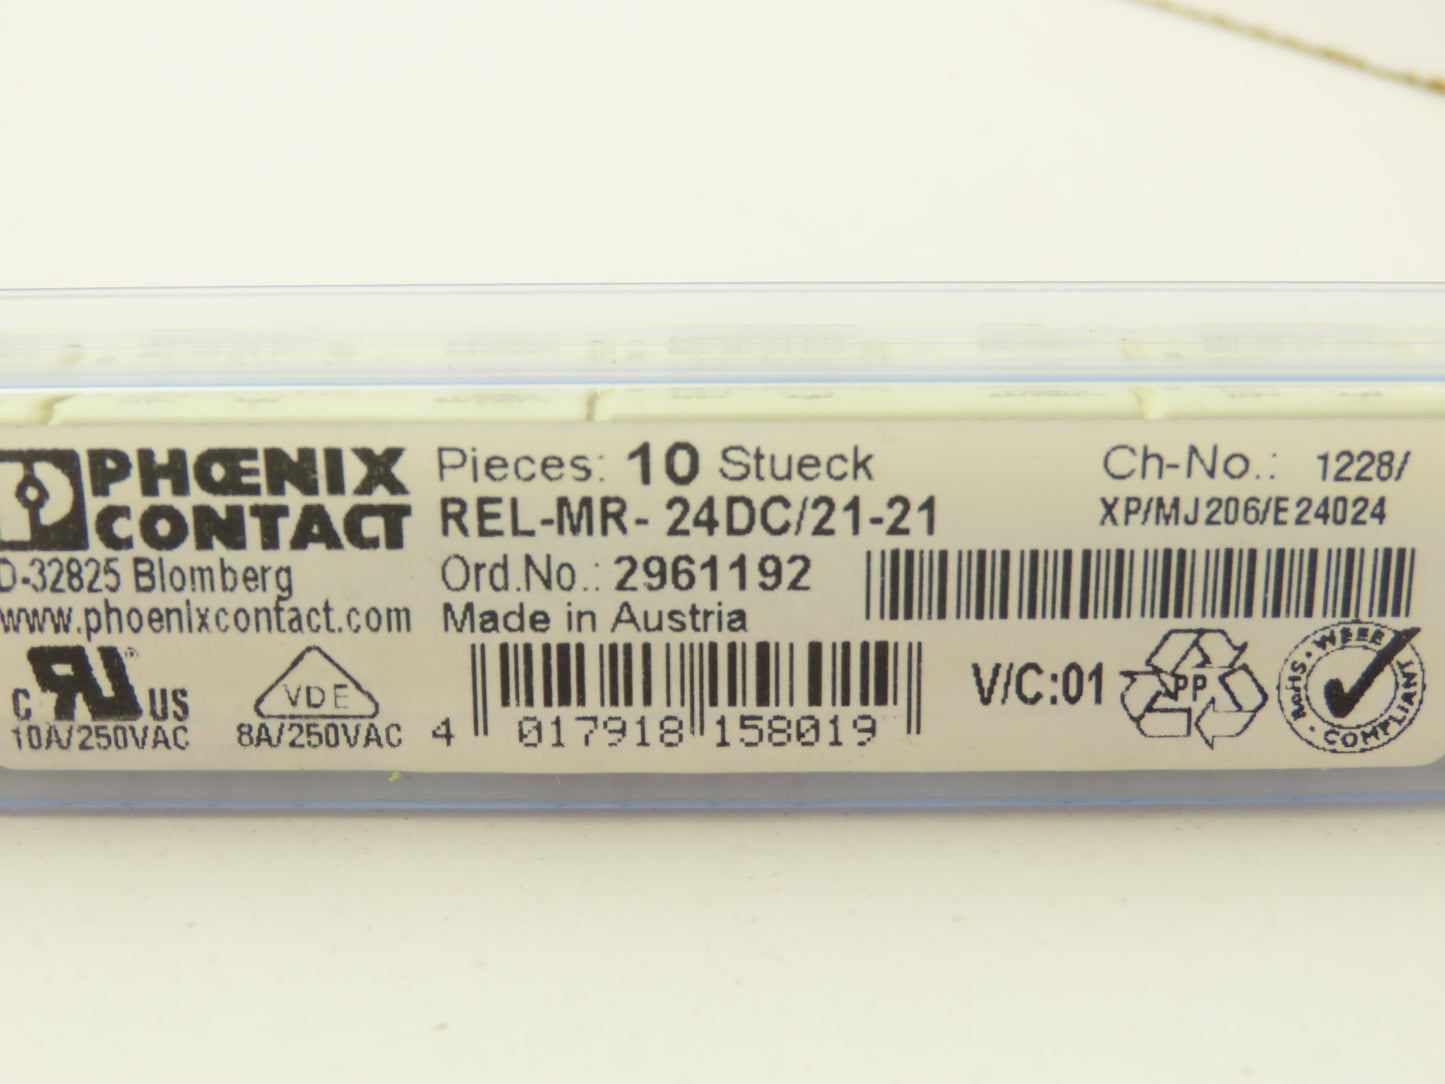 PHŒNIX
CONTACT
D-32825 Blomberg
www.phoenixcontact.com
Pieces: 10 Stueck
REL-MR- 24DC/21-21
Ord.No.: 2961192
Made in Austria
Ch-No.: 1228/
XP/MJ206/E24024
C RU US ®
10A/250VAC
VDE
8A/250VAC
4 017918 158019
V/C:01
PP
RoHS · WEEE
· COMPLIANT